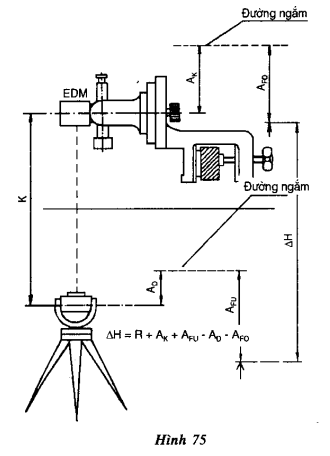 Đường ngắm
A_K
A_FO
EDM
K
Đường ngắm
ΔH
A_D
A_FU
ΔH = R + A_K + A_FU - A_D - A_FO
Hình 75